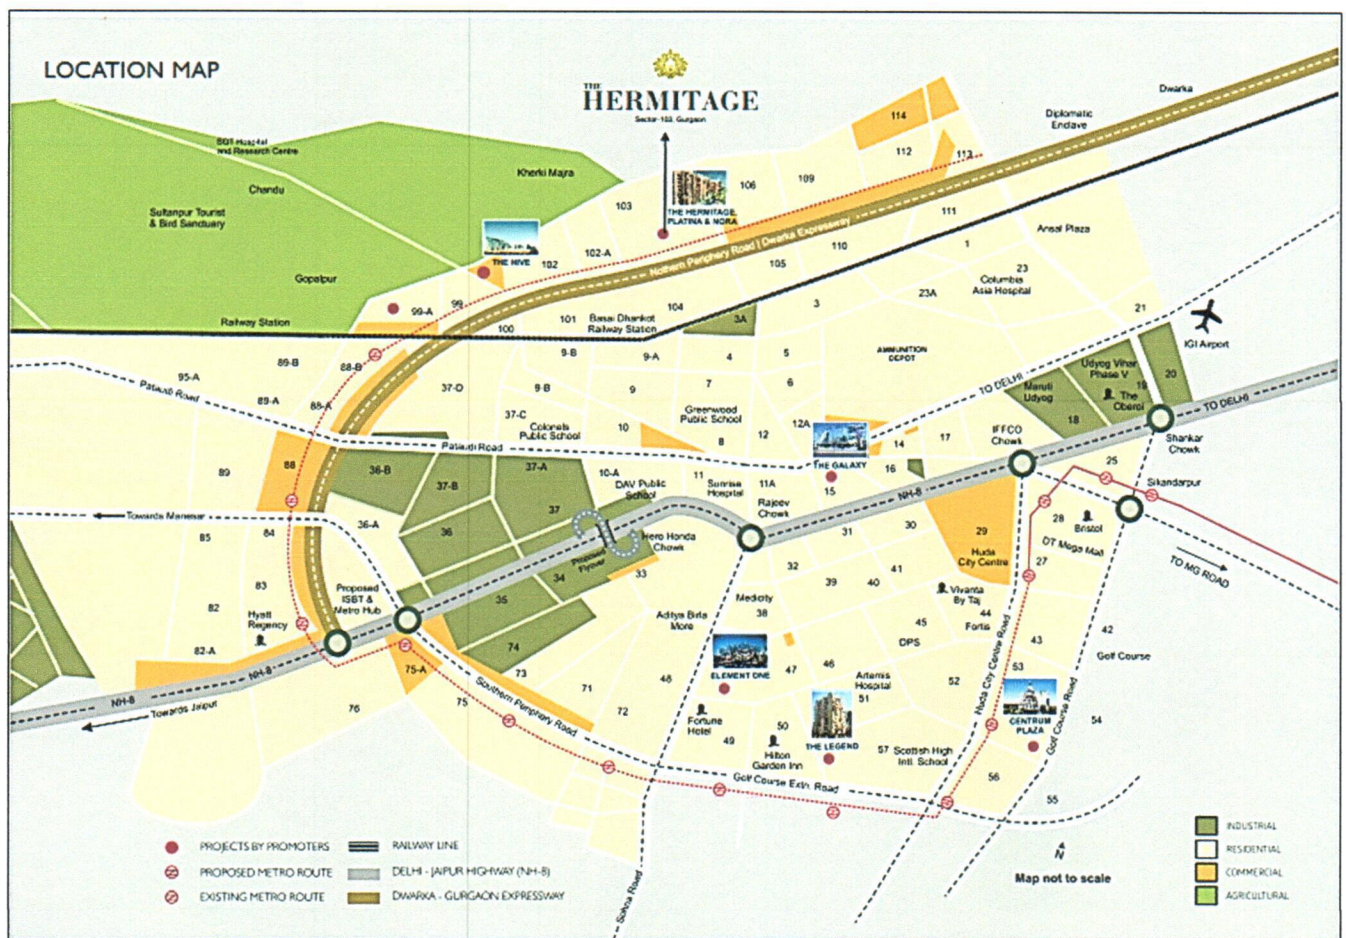 LOCATION MAP
THE
HERMITAGE
Sector-103, Gurgaon
Dwarka
Diplomatic
Enclave
114
112
113
SGT Hospital
and Research Centre
Chandu
Kherki Majra
Sultanpur Tourist
& Bird Sanctuary
Gopalpur
Railway Station
THE HERMITAGE,
PLATINA & NORA
106
109
103
102-A
102
THE HIVE
99
99-A
100
101
Basai Dhankot
Railway Station
104
105
110
111
Nothern Periphery Road | Dwarka Expressway
1
Ansal Plaza
23
Columbia
Asia Hospital
23A
3
3A
21
IGI Airport
AMMUNITION
DEPOT
TO DELHI
95-A
89-B
88-B
89-A
88-A
Pataudi Road
37-D
9-B
9-B
9-A
9
4
5
7
6
37-C
Colonels
Public School
10
Greenwood
Public School
8
12
12A
Pataudi Road
THE GALAXY
14
17
16
15
Maruti
Udyog
Udyog Vihar
Phase V
19
20
The
Oberoi
18
TO DELHI
IFFCO
Chowk
Shankar
Chowk
25
Sikandarpur
89
88
36-B
37-B
37-A
10-A
DAV Public
School
11
Sunrise
Hospital
11A
Rajeev
Chowk
NH-8
37
36
36-A
Towards Manesar
85
84
83
82
82-A
Hyatt
Regency
Proposed
ISBT &
Metro Hub
Proposed
Flyover
Hero Honda
Chowk
34
35
33
31
30
29
Huda
City Centre
28
Bristol
DT Mega Mall
27
TO MG ROAD
32
39
40
41
Medicity
38
Vivanta
By Taj
44
Fortis
45
DPS
43
42
Golf Course
Aditya Birla
More
ELEMENT ONE
48
47
46
Artemis
Hospital
51
52
53
Huda City Centre Road
CENTRUM
PLAZA
Golf Course Road
54
74
73
71
72
75-A
75
76
Southern Periphery Road
NH-8
NH-8
Towards Jaipur
Fortune
Hotel
49
50
Hilton
Garden Inn
THE LEGEND
57
Scottish High
Intl. School
56
55
Golf Course Extn. Road
Sohna Road
PROJECTS BY PROMOTERS
PROPOSED METRO ROUTE
EXISTING METRO ROUTE
RAILWAY LINE
DELHI - JAIPUR HIGHWAY (NH-8)
DWARKA - GURGAON EXPRESSWAY
N
Map not to scale
INDUSTRIAL
RESIDENTIAL
COMMERCIAL
AGRICULTURAL